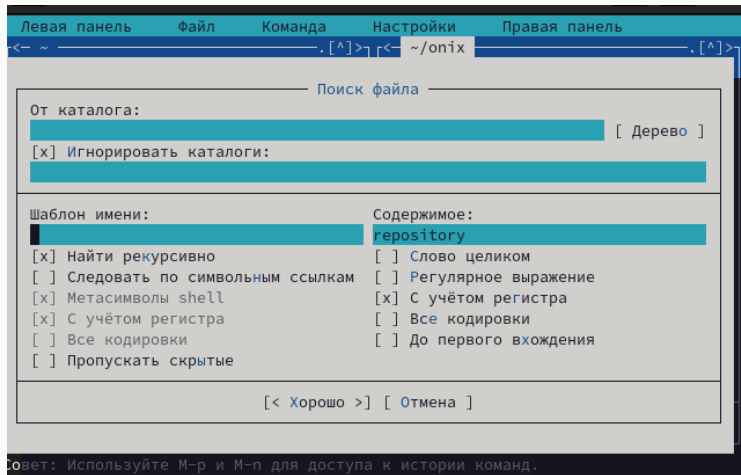 Левая панель Файл Команда Настройки Правая панель
<— ~ .[^]> <— ~/onix .[^]>
Поиск файла
От каталога:
[ Дерево ]
[x] Игнорировать каталоги:
Шаблон имени: Содержимое:
repository
[x] Найти рекурсивно [ ] Слово целиком
[ ] Следовать по символьным ссылкам [ ] Регулярное выражение
[x] Метасимволы shell [x] С учётом регистра
[x] С учётом регистра [ ] Все кодировки
[ ] Все кодировки [ ] До первого вхождения
[ ] Пропускать скрытые
[< Хорошо >] [ Отмена ]
Совет: Используйте M-p и M-n для доступа к истории команд.